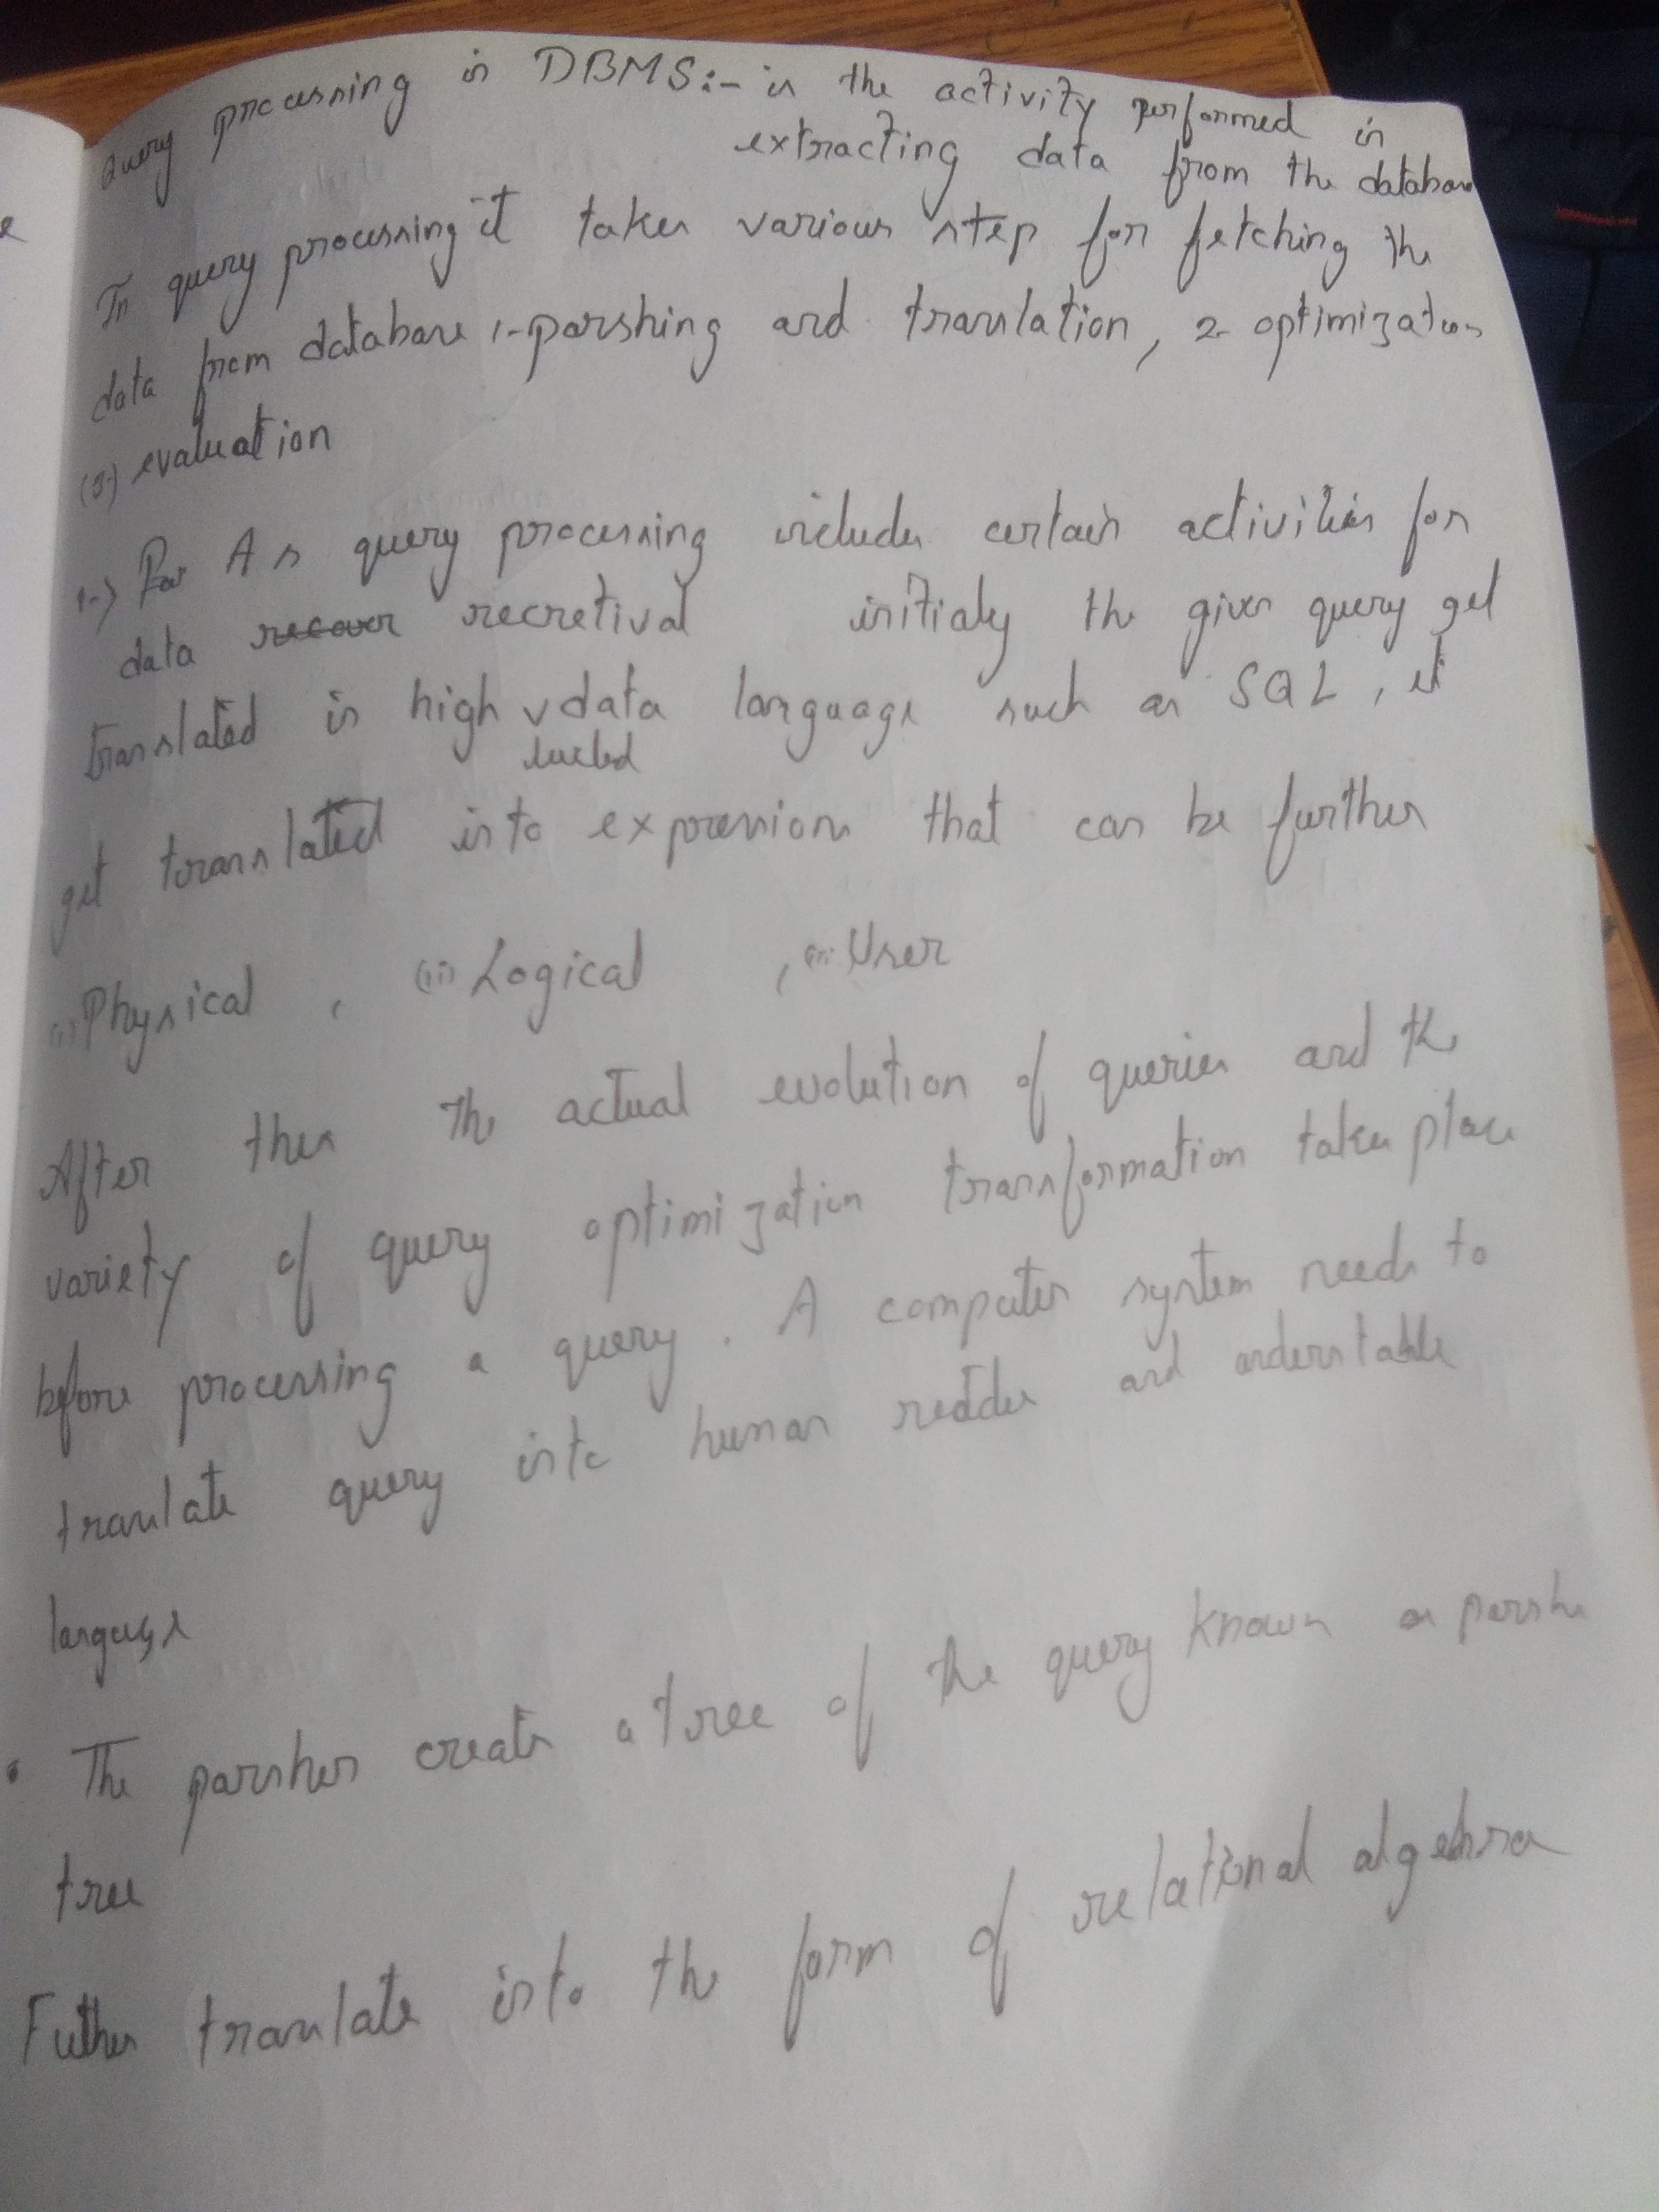 Query processing in DBMS:- is the activity performed in
extracting data from the database
In query processing it takes various step for fetching the
data from database 1-parshing and translation, 2- optimization
(3-) evaluation
1-) For As query processing includes certain activities for
data recover recretival initialy the given query get
translated in high data language such as SQL, it
get translated into expression that can be further
(i) Physical , (ii) Logical , (iii) User
After then the actual evolution of queries and the
variety of query optimization transformation takes place
before processing a query. A computer system needs to
translate query into human and
language
• The parsher create a tree of the query known as parshe
tree
Futher translate into the form of relational algebra